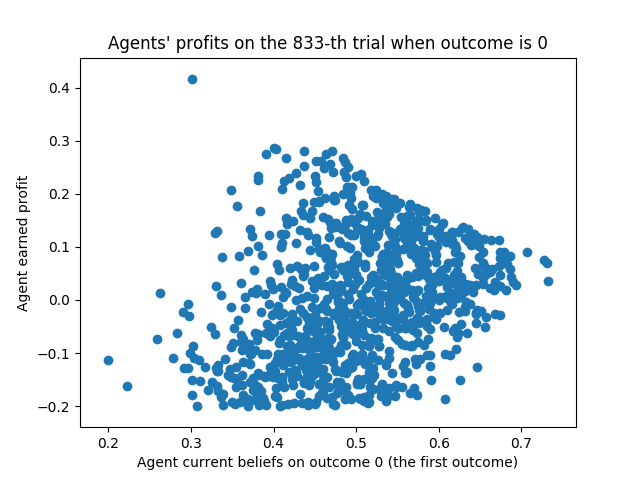 Agents' profits on the 833-th trial when outcome is 0
Agent earned profit
0.4
0.3
0.2
0.1
0.0
−0.1
−0.2
0.2 0.3 0.4 0.5 0.6 0.7
Agent current beliefs on outcome 0 (the first outcome)